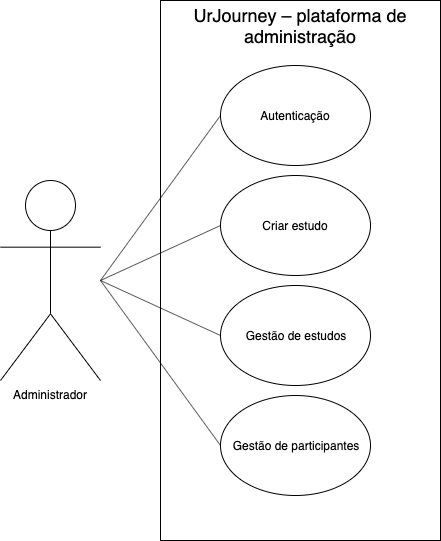 UrJourney – plataforma de
administração
Autenticação
Criar estudo
Gestão de estudos
Administrador
Gestão de participantes